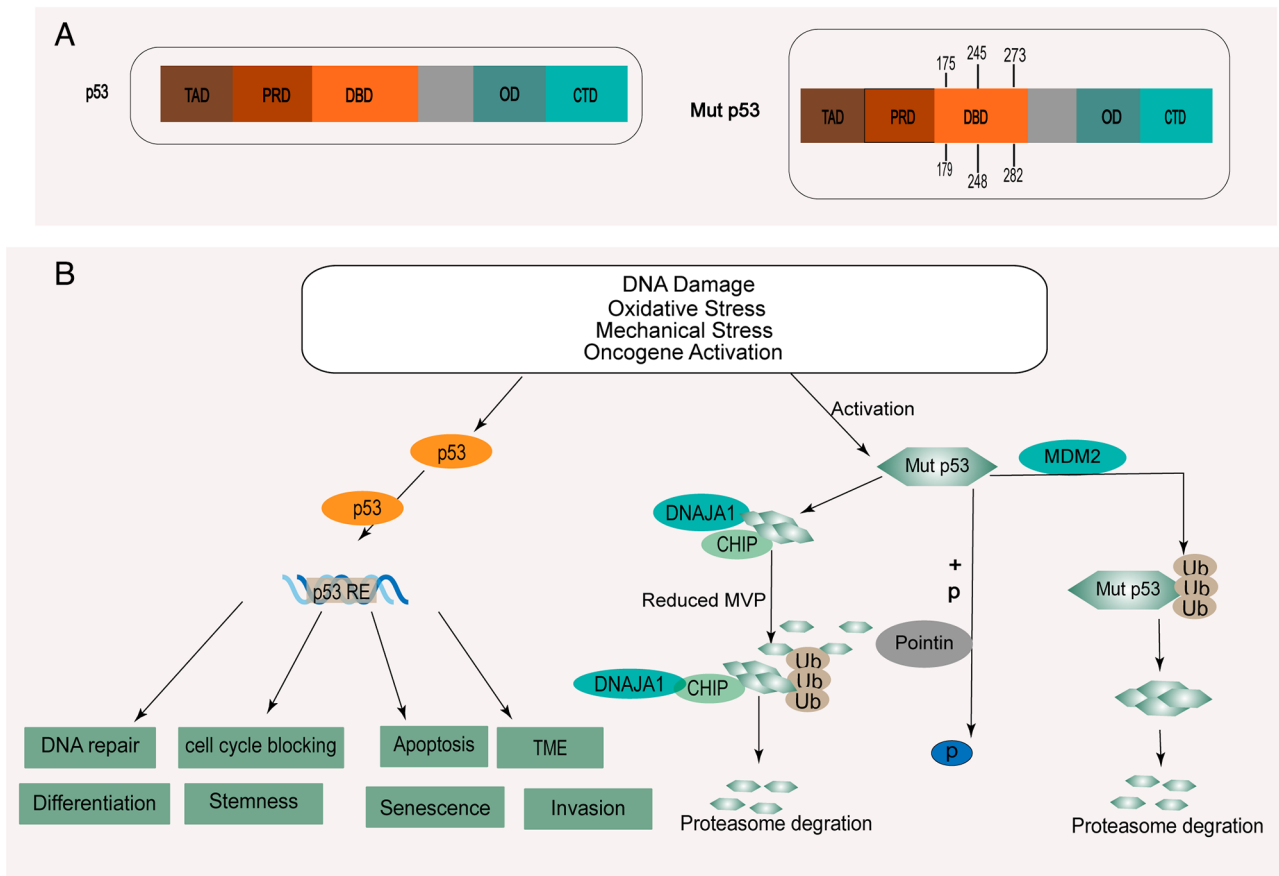 A
p53
TAD PRD DBD OD CTD
Mut p53
175 245 273
TAD PRD DBD OD CTD
179 248 282
B
DNA Damage
Oxidative Stress
Mechanical Stress
Oncogene Activation
Activation
p53
p53
p53 RE
Mut p53
MDM2
DNAJA1
CHIP
Reduced MVP
+
p
Pointin
Ub
Ub
Ub
Mut p53
DNAJA1
CHIP
Ub
Ub
Ub
p
DNA repair
cell cycle blocking
Apoptosis
TME
Differentiation
Stemness
Senescence
Invasion
Proteasome degration
Proteasome degration